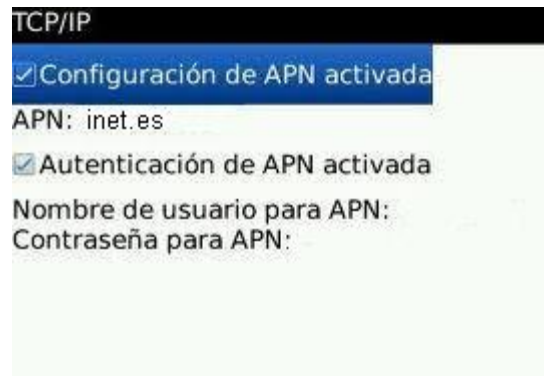 TCP/IP
Configuración de APN activada
APN: inet.es
Autenticación de APN activada
Nombre de usuario para APN:
Contraseña para APN: